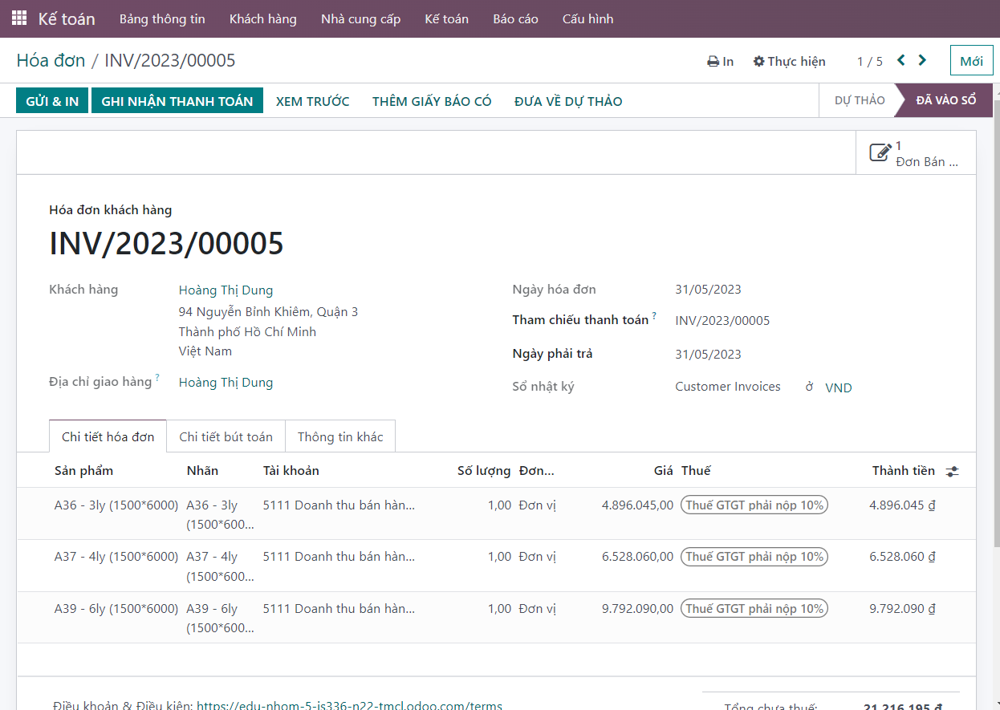 Kế toán Bảng thông tin Khách hàng Nhà cung cấp Kế toán Báo cáo Cấu hình
Hóa đơn / INV/2023/00005 In Thực hiện 1 / 5 Mới
GỬI & IN GHI NHẬN THANH TOÁN XEM TRƯỚC THÊM GIẤY BÁO CÓ ĐƯA VỀ DỰ THẢO DỰ THẢO ĐÃ VÀO SỔ
1
Đơn Bán ...
Hóa đơn khách hàng
INV/2023/00005
Khách hàng Hoàng Thị Dung Ngày hóa đơn 31/05/2023
94 Nguyễn Bỉnh Khiêm, Quận 3
Thành phố Hồ Chí Minh Tham chiếu thanh toán ? INV/2023/00005
Việt Nam Ngày phải trả 31/05/2023
Địa chỉ giao hàng ? Hoàng Thị Dung Sổ nhật ký Customer Invoices ở VND
Chi tiết hóa đơn Chi tiết bút toán Thông tin khác
Sản phẩm Nhãn Tài khoản Số lượng Đơn... Giá Thuế Thành tiền
A36 - 3ly (1500*6000) A36 - 3ly 5111 Doanh thu bán hàn... 1,00 Đơn vị 4.896.045,00 Thuế GTGT phải nộp 10% 4.896.045 ₫
(1500*600...
A37 - 4ly (1500*6000) A37 - 4ly 5111 Doanh thu bán hàn... 1,00 Đơn vị 6.528.060,00 Thuế GTGT phải nộp 10% 6.528.060 ₫
(1500*600...
A39 - 6ly (1500*6000) A39 - 6ly 5111 Doanh thu bán hàn... 1,00 Đơn vị 9.792.090,00 Thuế GTGT phải nộp 10% 9.792.090 ₫
(1500*600...
Điều khoản & Điều kiện: https://edu-nhom-5-is336-n22-tmcl.odoo.com/terms Tổng chưa thuế: 21.216.195 ₫